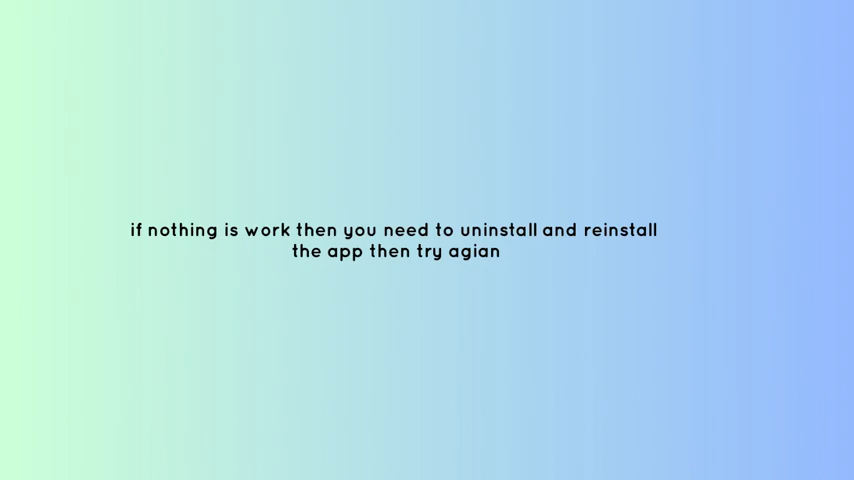 if nothing is work then you need to uninstall and reinstall
the app then try agian